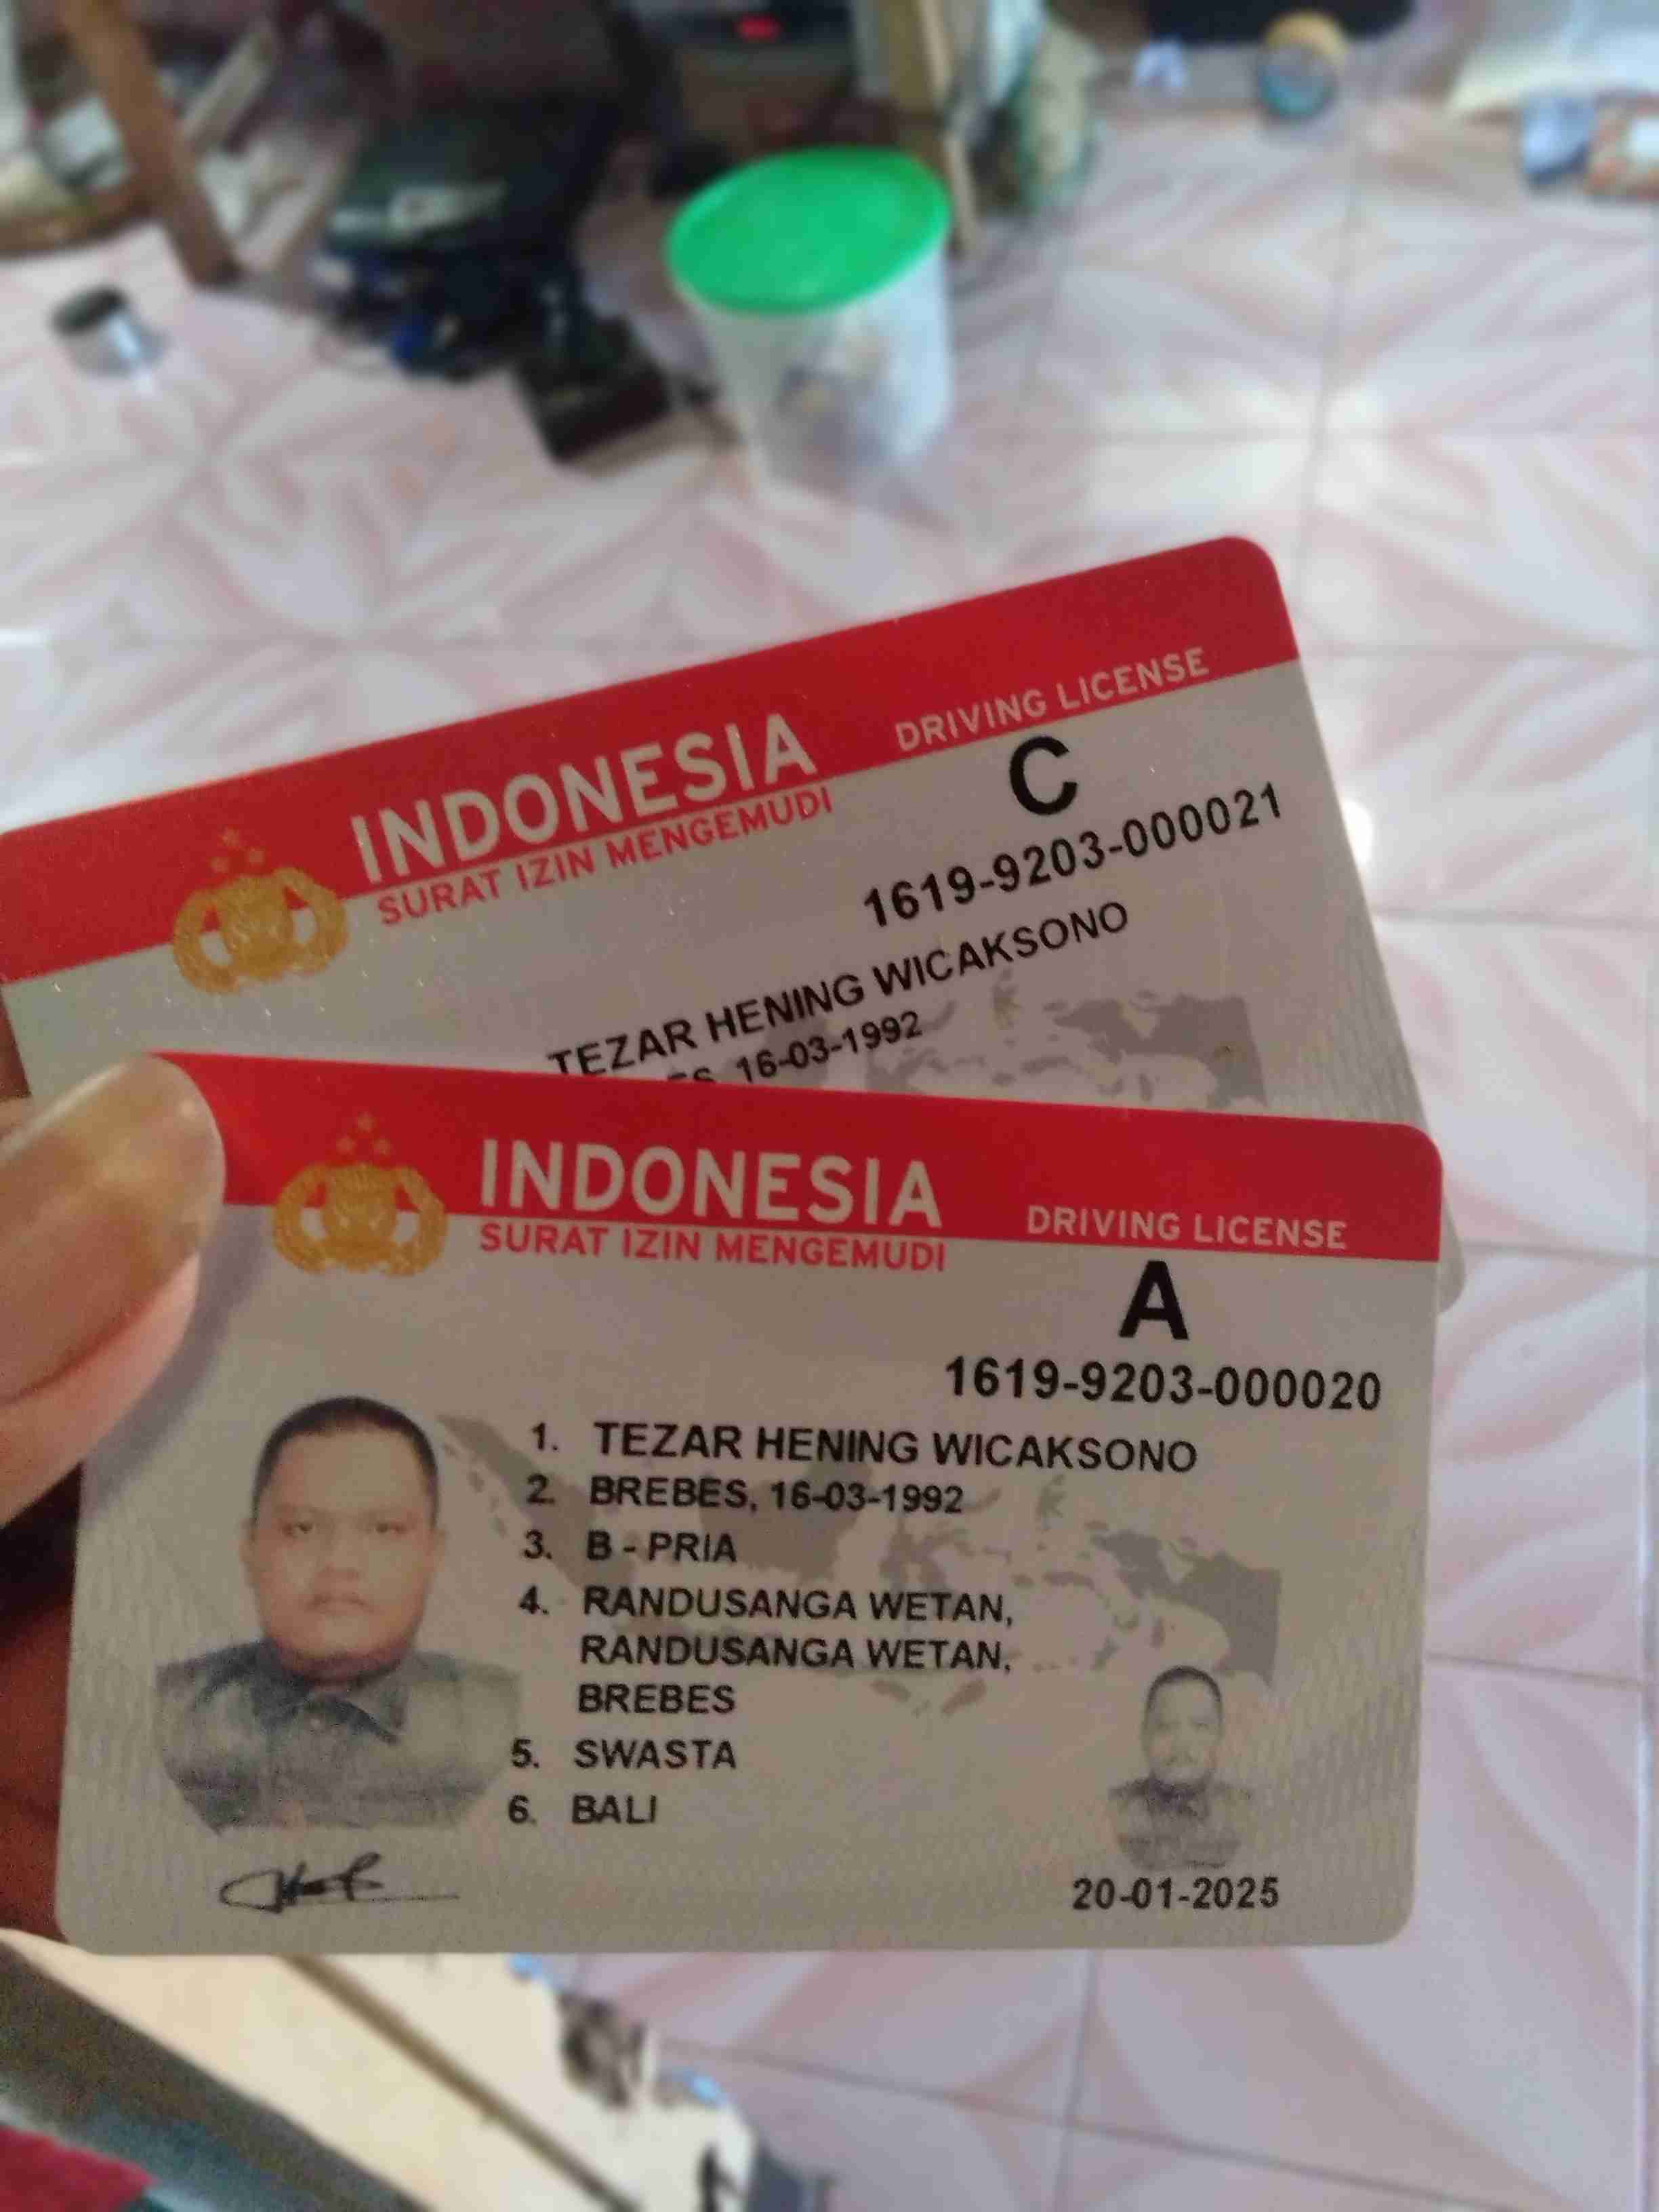 INDONESIA
SURAT IZIN MENGEMUDI
DRIVING LICENSE
C
1619-9203-000021
TEZAR HENING WICAKSONO
16-03-1992
INDONESIA
SURAT IZIN MENGEMUDI
DRIVING LICENSE
A
1619-9203-000020
1. TEZAR HENING WICAKSONO
2. BREBES, 16-03-1992
3. B - PRIA
4. RANDUSANGA WETAN,
RANDUSANGA WETAN,
BREBES
5. SWASTA
6. BALI
20-01-2025